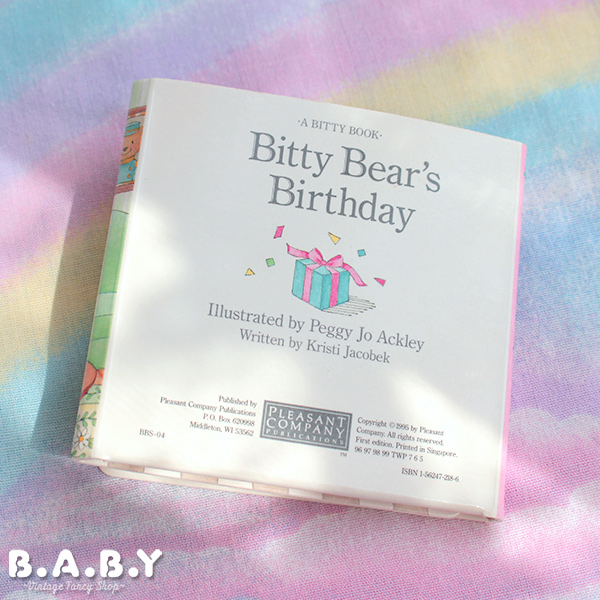 ·A BITTY BOOK·
Bitty Bear's
Birthday
Illustrated by Peggy Jo Ackley
Written by Kristi Jacobek
Published by
Pleasant Company Publications
P. O. Box 620998
Middleton, WI 53562
BBS-04
PLEASANT
COMPANY
PUBLICATIONS
™
Copyright © 1995 by Pleasant
Company. All rights reserved.
First edition. Printed in Singapore.
96 97 98 99 TWP 7 6 5
ISBN 1-56247-218-6
B.A.B.Y
~Vintage Fancy Shop~